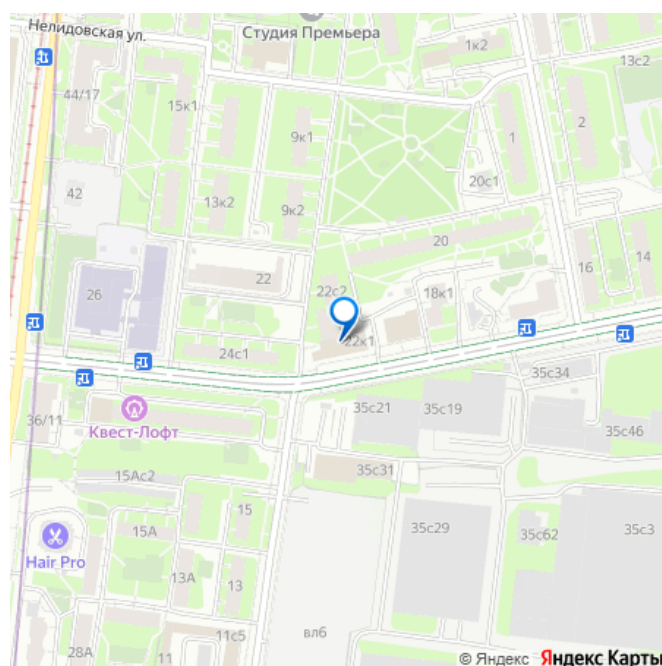 Нелидовская ул.
Студия Премьера
1к2
13с2
44/17
15к1
9к1
1
2
42
20с1
13к2
9к2
20
22
22с2
16
14
26
18к1
24с1
22к1
35с34
36/11
Квест-Лофт
35с21
35с19
35с46
15Ас2
35с31
15
15А
35с29
35с62
35с3
Hair Pro
13А
13
11с5
28А
11
вл6
© Яндекс Яндекс Карты